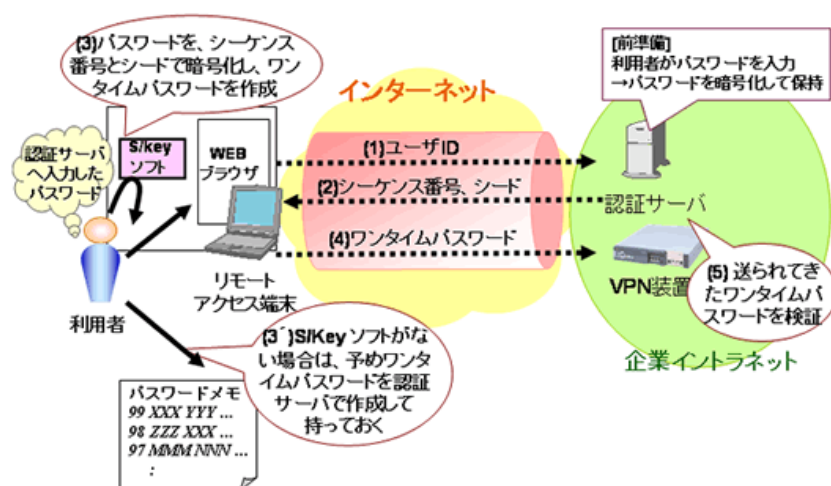 (3)パスワードを、シーケンス
番号とシードで暗号化し、ワン
タイムパスワードを作成
[前準備]
利用者がパスワードを入力
→パスワードを暗号化して保持
インターネット
S/key
ソフト
WEB
ブラウザ
認証サーバ
へ入力した
パスワード
(1)ユーザID
(2)シーケンス番号、シード
(4)ワンタイムパスワード
認証サーバ
VPN装置
(5) 送られてき
たワンタイムパ
スワードを検証
企業イントラネット
リモート
アクセス端末
利用者
(3´)S/Key ソフトがな
い場合は、予めワンタ
イムパスワードを認証
サーバで作成して
持っておく
パスワードメモ
99 XXX YYY ...
98 ZZZ XXX ...
97 MMM NNN ...
: